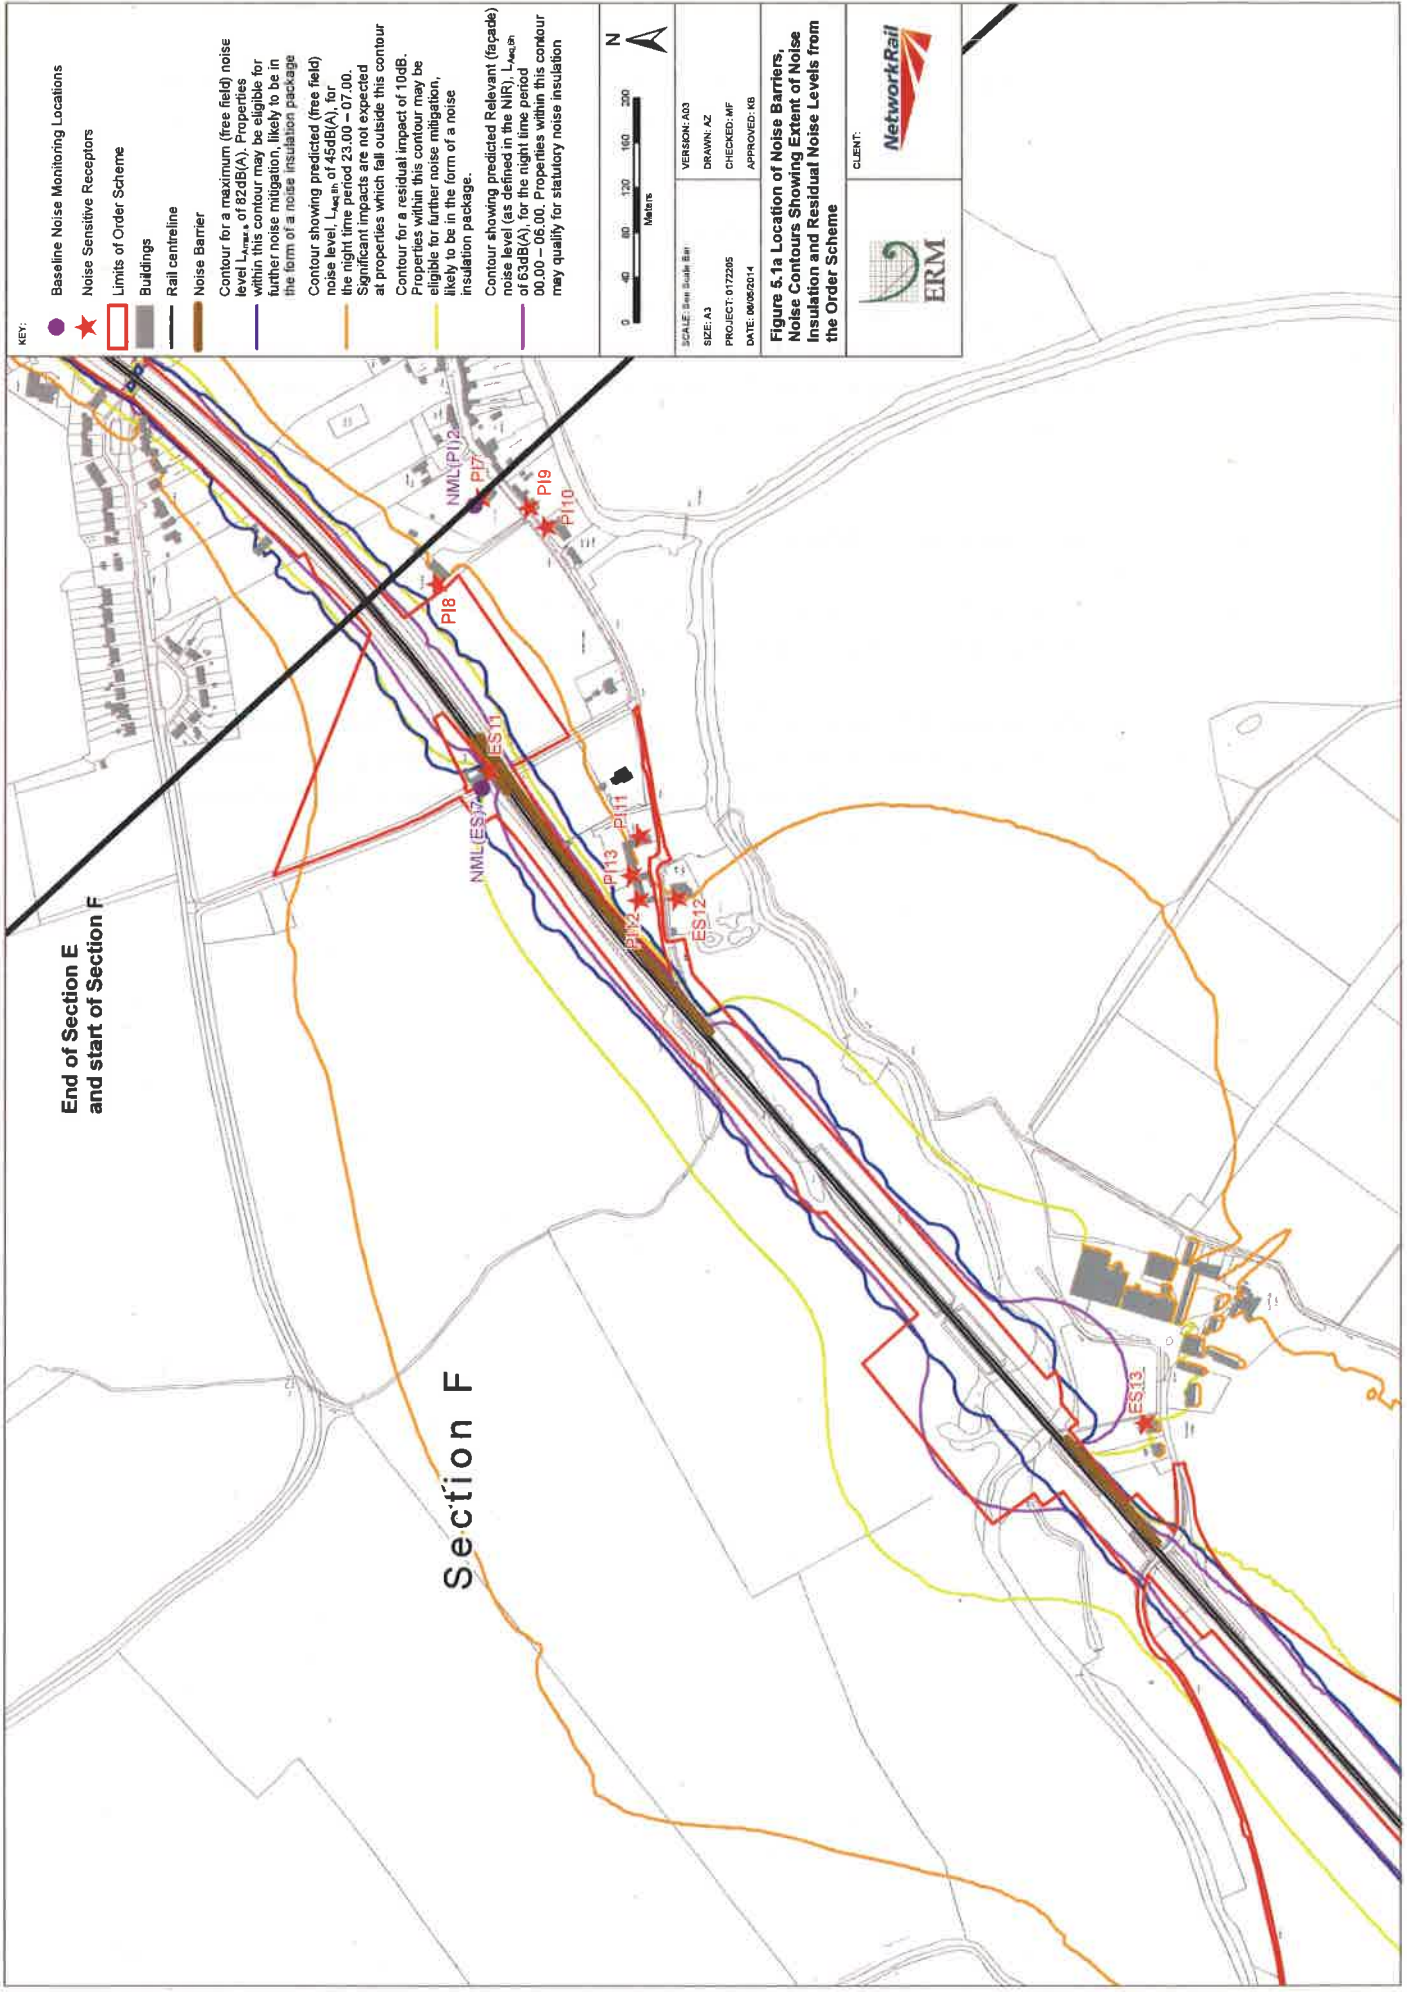 KEY:
Baseline Noise Monitoring Locations
Noise Sensitive Receptors
Limits of Order Scheme
Buildings
Rail centreline
Noise Barrier
Contour for a maximum (free field) noise
level LAmax,s of 82dB(A). Properties
within this contour may be eligible for
further noise mitigation, likely to be in
the form of a noise insulation package
Contour showing predicted (free field)
noise level, LAeq,8h of 45dB(A), for
the night time period 23.00 – 07.00.
Significant impacts are not expected
at properties which fall outside this contour
Contour for a residual impact of 10dB.
Properties within this contour may be
eligible for further noise mitigation,
likely to be in the form of a noise
insulation package.
Contour showing predicted Relevant (façade)
noise level (as defined in the NIR), LAeq,6h
of 63dB(A), for the night time period
00.00 – 06.00. Properties within this contour
may qualify for statutory noise insulation
N
0 40 80 120 160 200
Meters
SCALE: See Scale Bar
SIZE: A3
PROJECT: 0172205
DATE: 06/05/2014
VERSION: A03
DRAWN: AZ
CHECKED: MF
APPROVED: KB
Figure 5.1a Location of Noise Barriers,
Noise Contours Showing Extent of Noise
Insulation and Residual Noise Levels from
the Order Scheme
CLIENT:
ERM
NetworkRail
End of Section E
and start of Section F
Section F
NML(PI)2
PI7
PI9
PI10
PI8
ES11
NML(ES)7
PI11
PI13
PI12
ES12
ES13